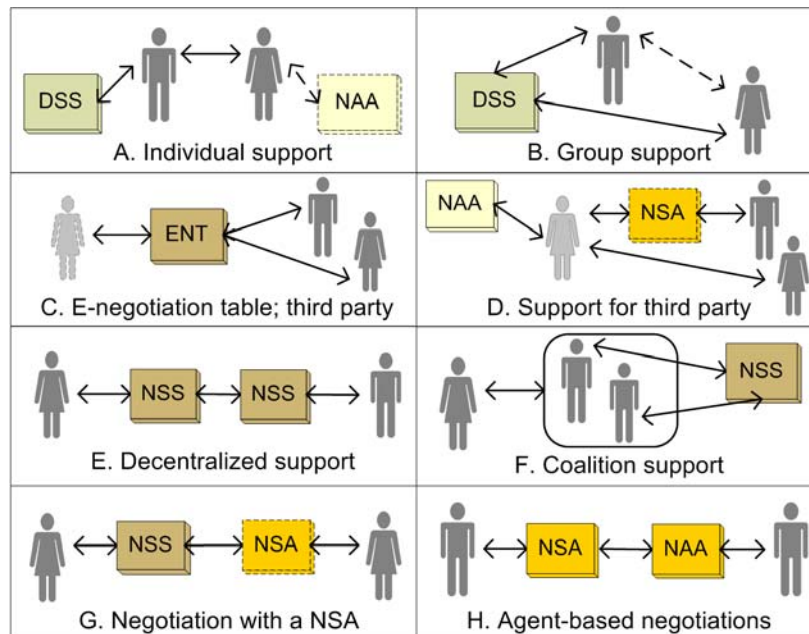 DSS
NAA
A. Individual support
DSS
B. Group support
ENT
C. E-negotiation table; third party
NAA
NSA
D. Support for third party
NSS
NSS
E. Decentralized support
NSS
F. Coalition support
NSS
NSA
G. Negotiation with a NSA
NSA
NAA
H. Agent-based negotiations